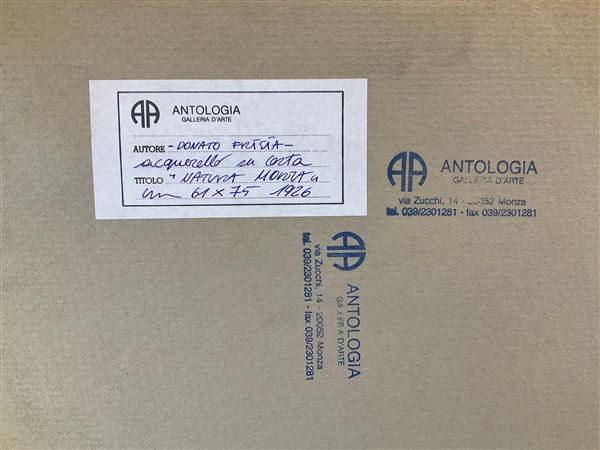 AA ANTOLOGIA
GALLERIA D'ARTE
AUTORE - DONATO FRISIA -
acquerello su carta
TITOLO "NATURA MORTA"
cm 61 x 75 1926
AA ANTOLOGIA
GALLERIA D'ARTE
via Zucchi, 14 - 20052 Monza
tel. 039/2301281 - fax 039/2301281
AA ANTOLOGIA
GALLERIA D'ARTE
via Zucchi, 14 - 20052 Monza
tel. 039/2301281 - fax 039/2301281